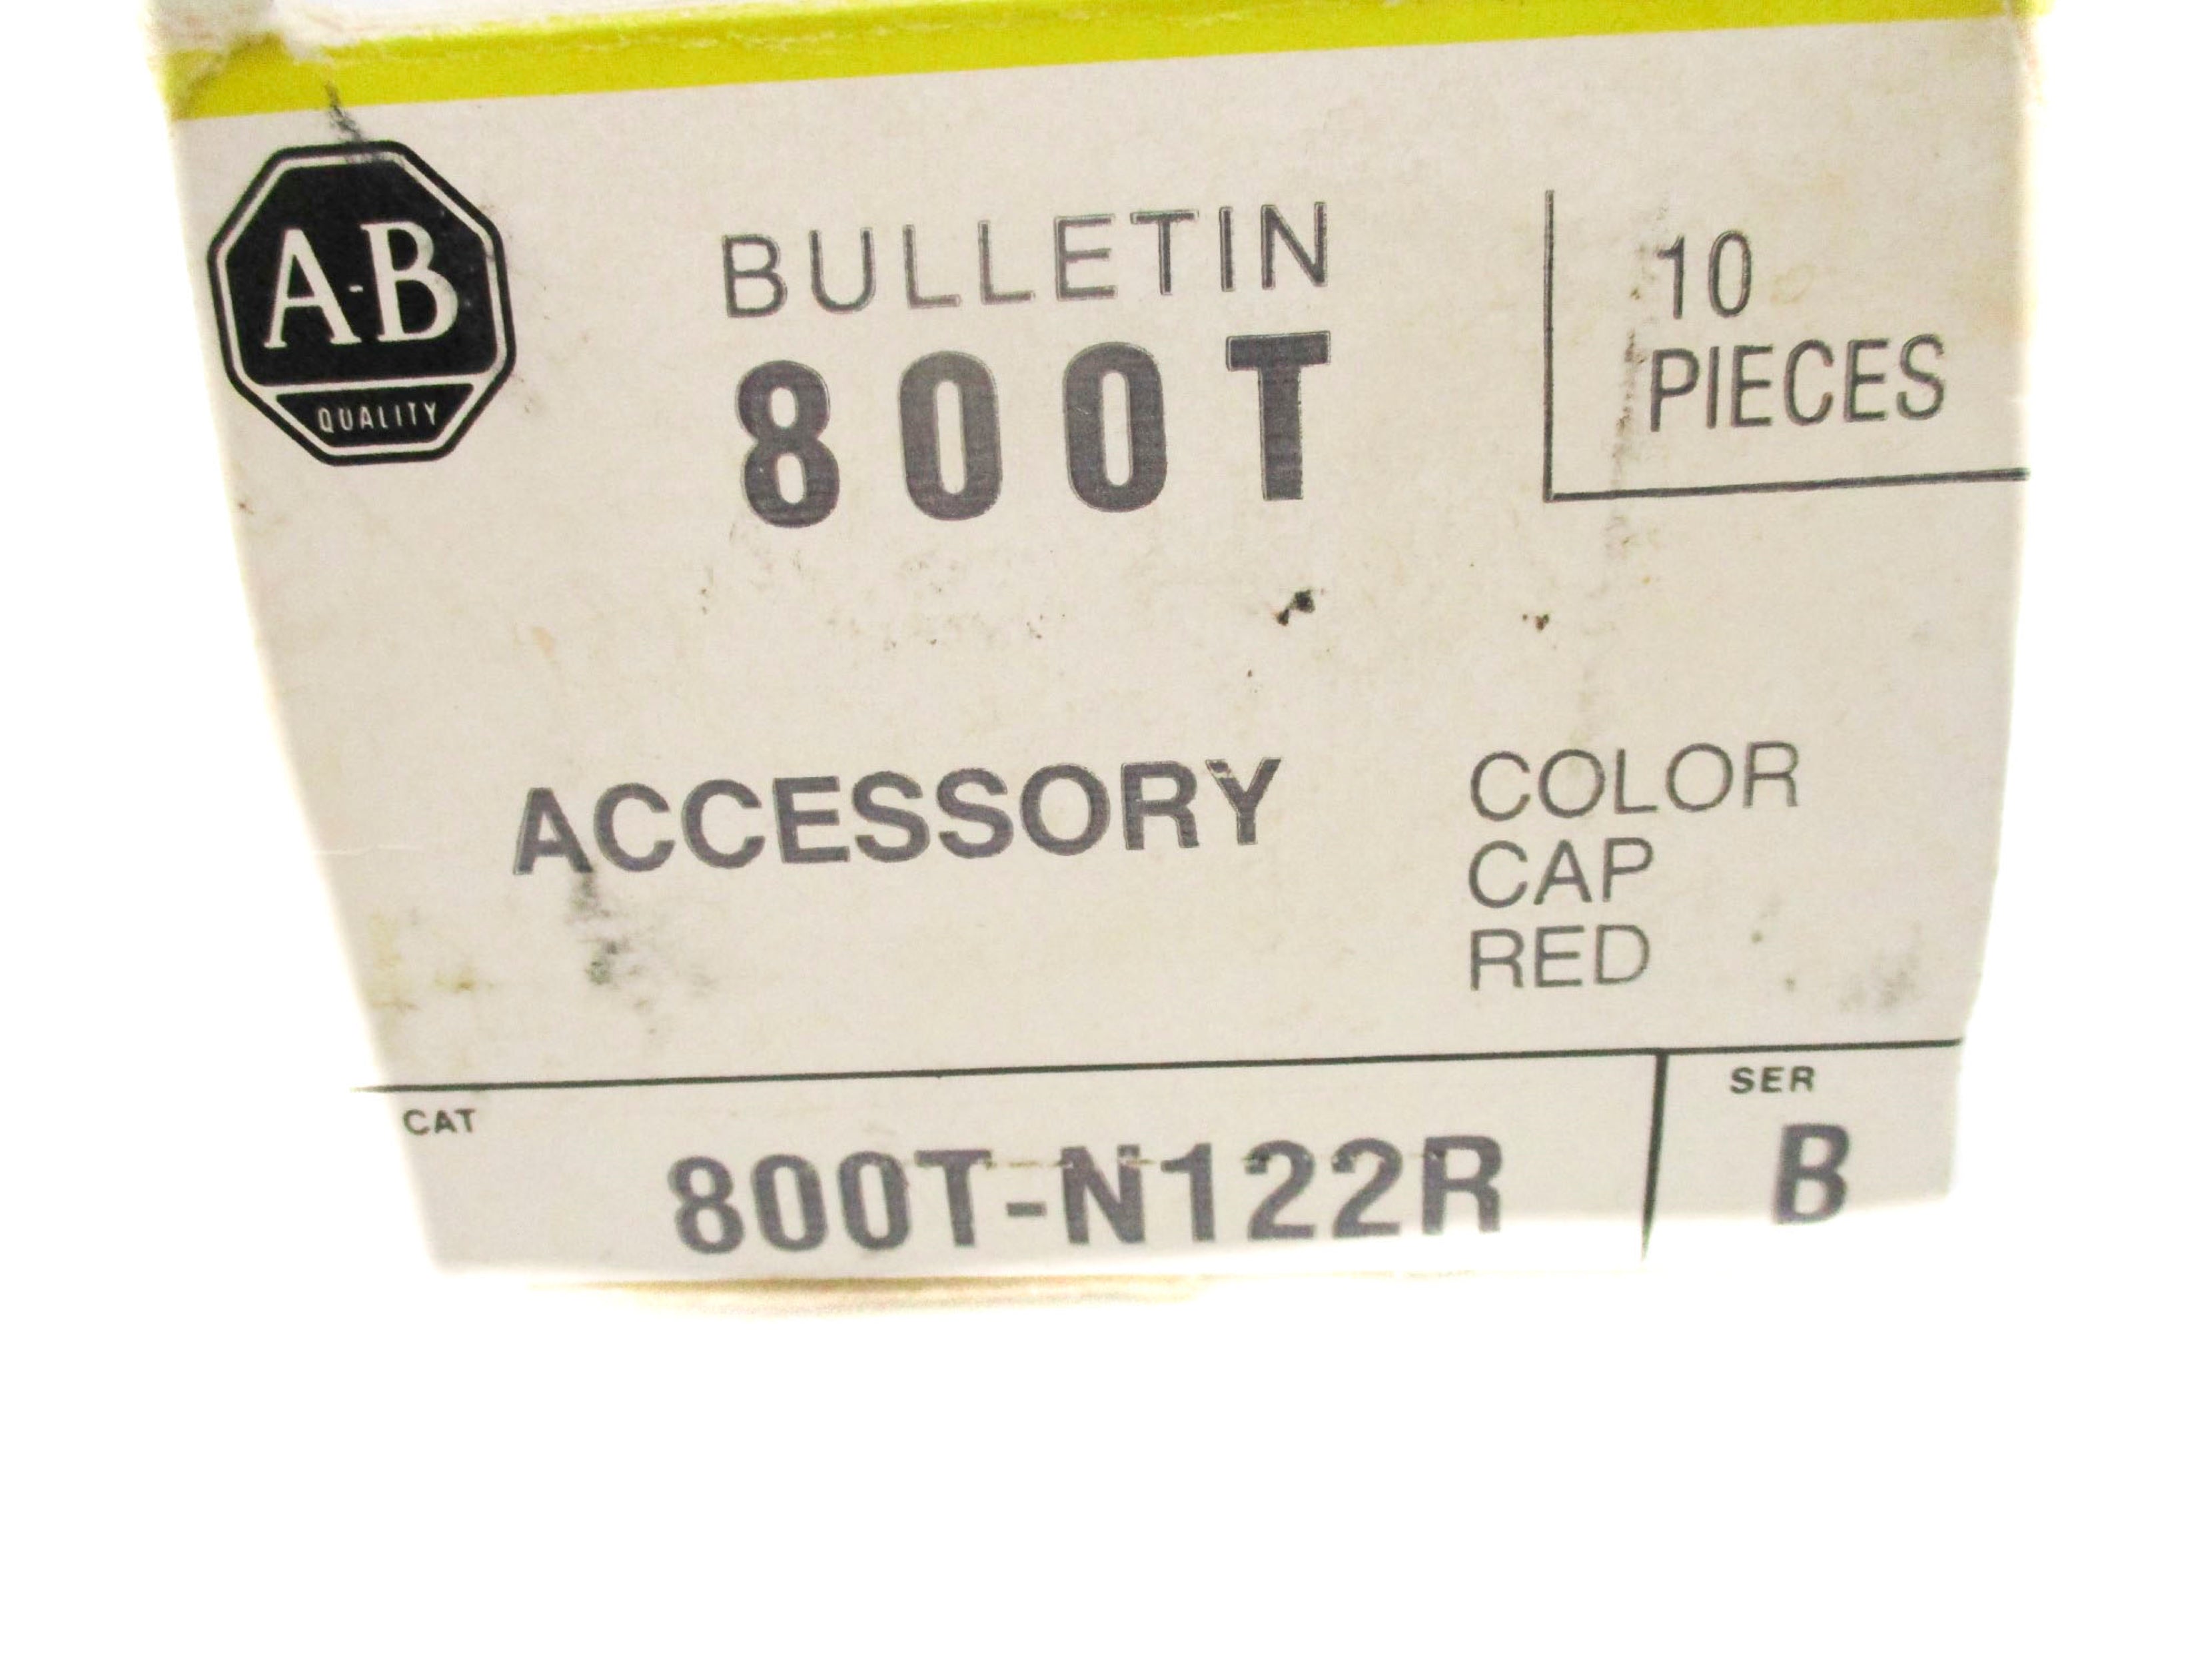 A-B
QUALITY
BULLETIN
800T
10
PIECES
ACCESSORY
COLOR
CAP
RED
CAT
800T-N122R
SER
B